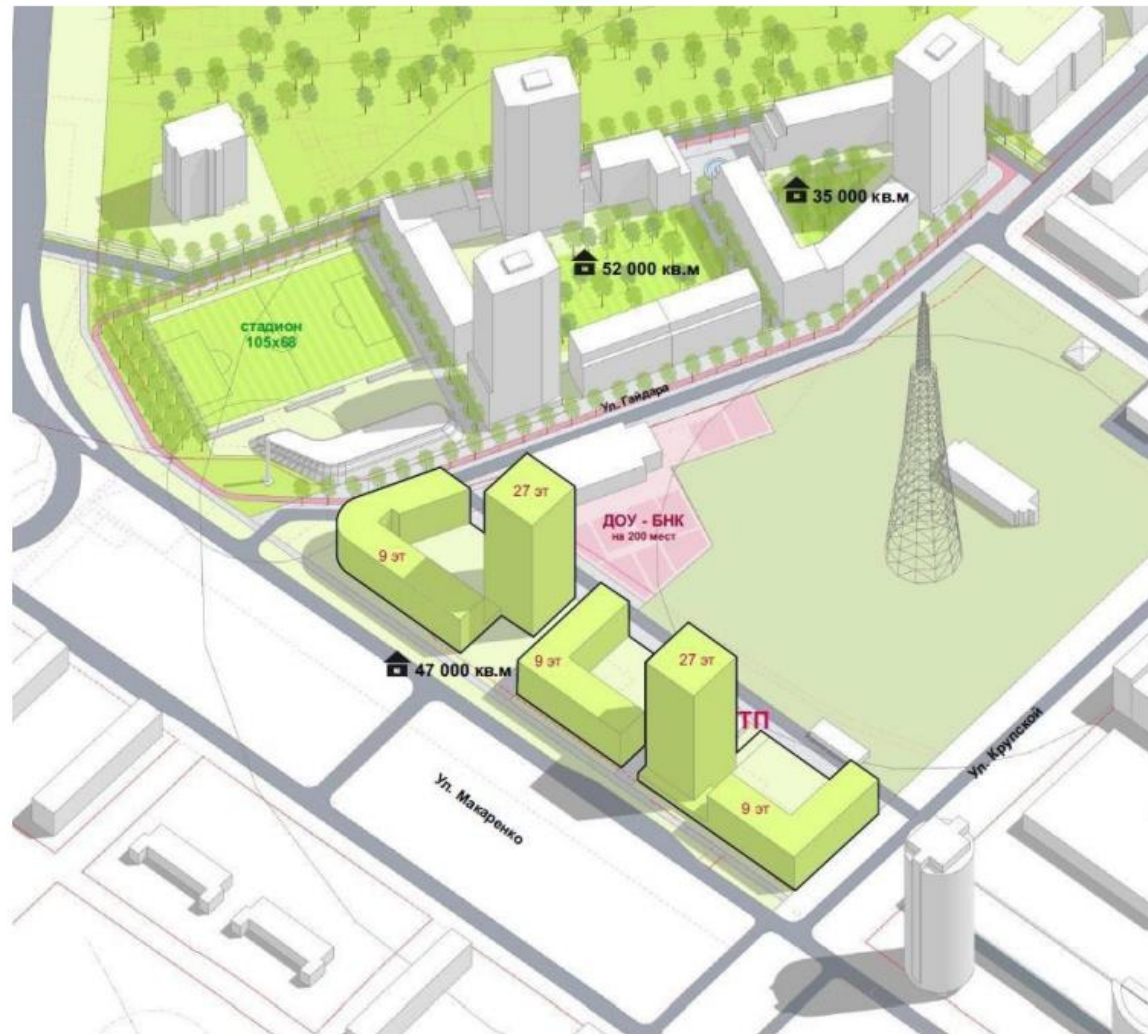 35 000 кв.м
52 000 кв.м
стадион
105х68
Ул. Гайдара
27 эт
ДОУ - БНК
на 200 мест
9 эт
9 эт
27 эт
47 000 кв.м
ТП
Ул. Крупской
Ул. Макаренко
9 эт